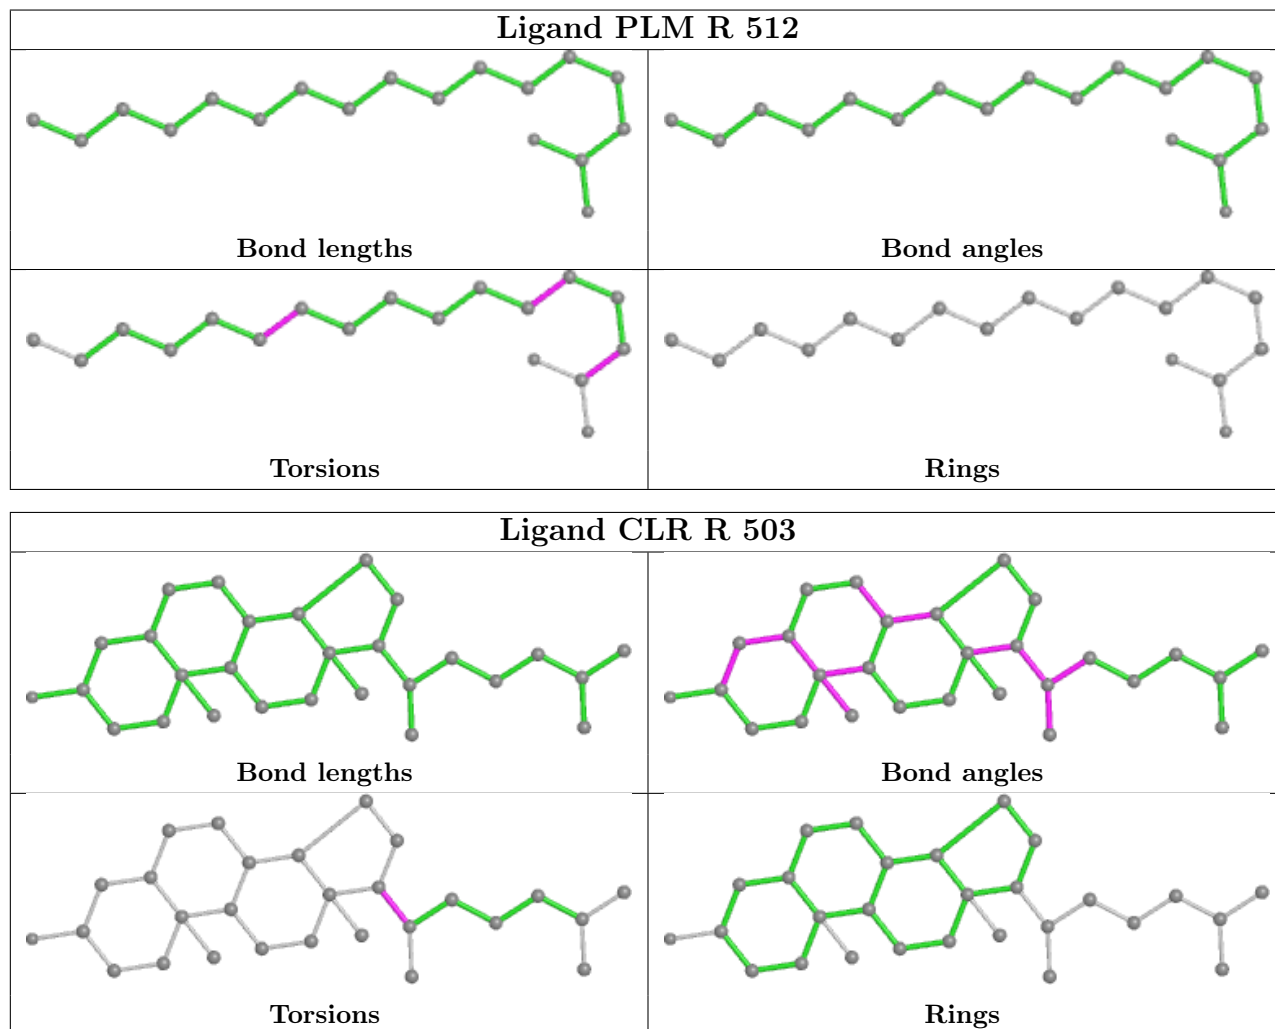 Ligand PLM R 512
Bond lengths
Bond angles
Torsions
Rings
Ligand CLR R 503
Bond lengths
Bond angles
Torsions
Rings